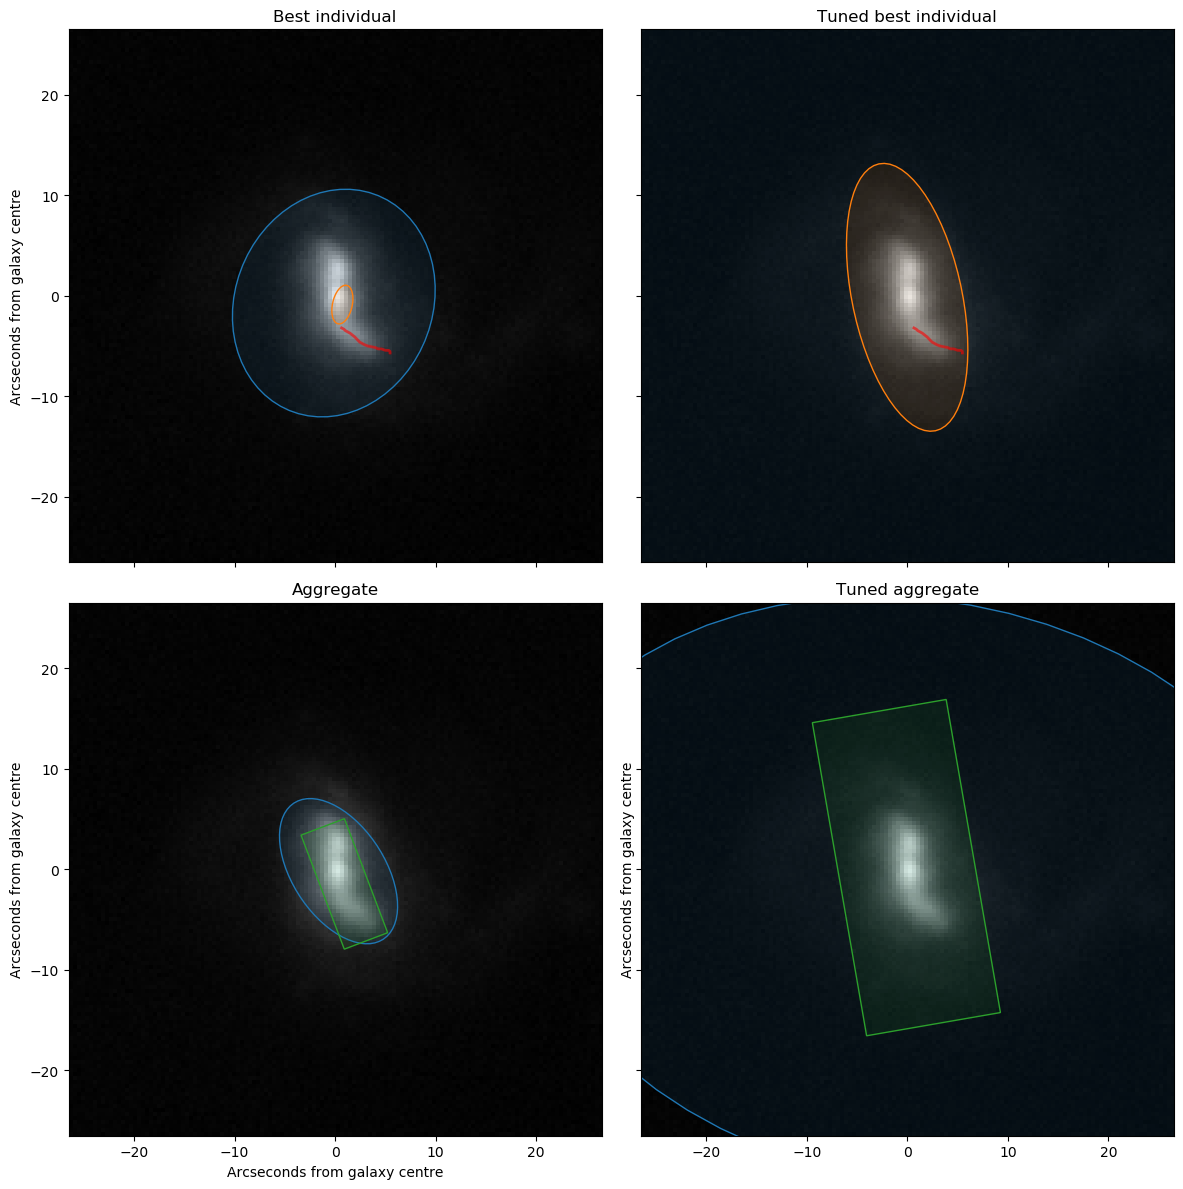 Best individual
Tuned best individual
20
10
0
−10
−20
Arcseconds from galaxy centre
Aggregate
Tuned aggregate
20
10
0
−10
−20
Arcseconds from galaxy centre
Arcseconds from galaxy centre
−20 −10 0 10 20
−20 −10 0 10 20
Arcseconds from galaxy centre